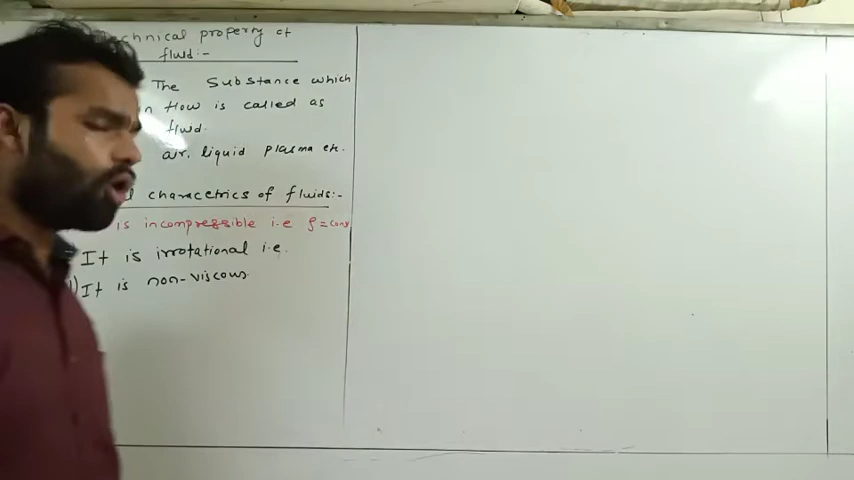 chnical property of
fluid:-
The Substance which
n flow is called as
fluid.
air, liquid plasma etc.
l characetrics of fluids:-
is incompressible i.e ρ = cons
It is irrotational i.e.
) It is non-viscous.